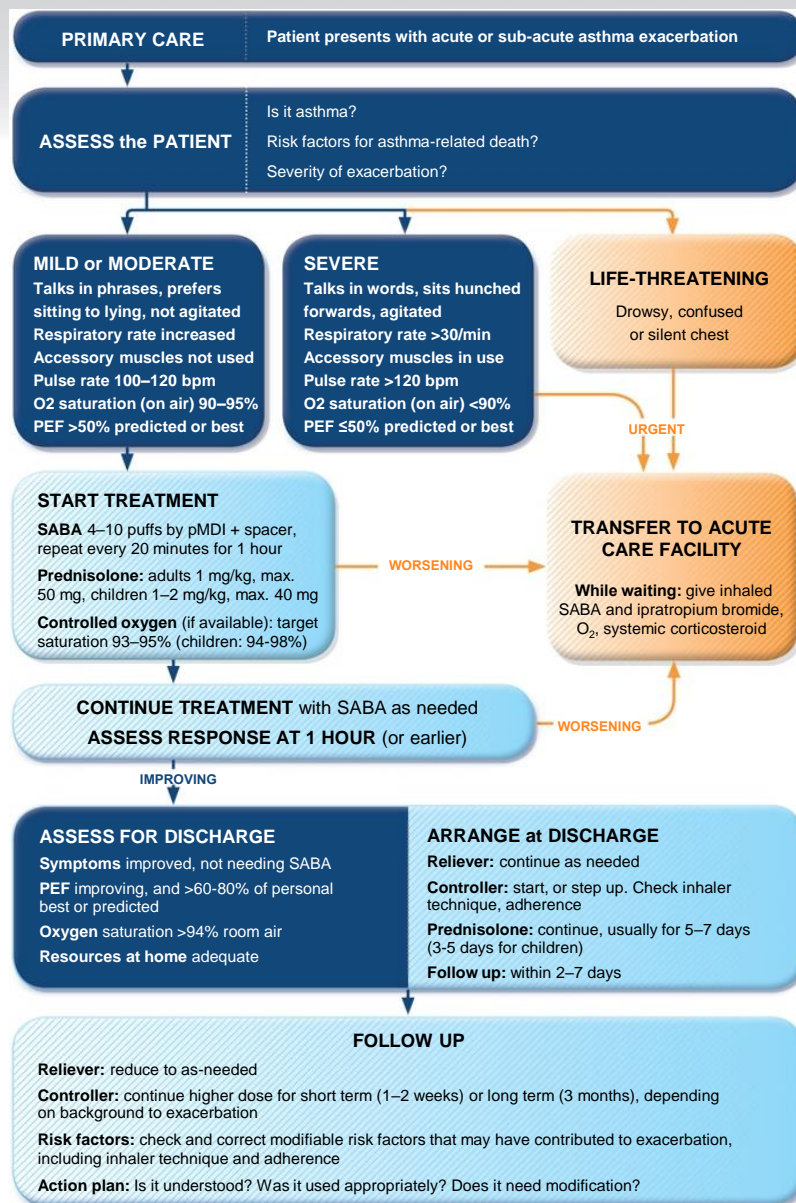 PRIMARY CARE
Patient presents with acute or sub-acute asthma exacerbation
ASSESS the PATIENT
Is it asthma?
Risk factors for asthma-related death?
Severity of exacerbation?
MILD or MODERATE
Talks in phrases, prefers
sitting to lying, not agitated
Respiratory rate increased
Accessory muscles not used
Pulse rate 100–120 bpm
O2 saturation (on air) 90–95%
PEF >50% predicted or best
SEVERE
Talks in words, sits hunched
forwards, agitated
Respiratory rate >30/min
Accessory muscles in use
Pulse rate >120 bpm
O2 saturation (on air) <90%
PEF ≤50% predicted or best
LIFE-THREATENING
Drowsy, confused
or silent chest
URGENT
START TREATMENT
SABA 4–10 puffs by pMDI + spacer,
repeat every 20 minutes for 1 hour
Prednisolone: adults 1 mg/kg, max.
50 mg, children 1–2 mg/kg, max. 40 mg
Controlled oxygen (if available): target
saturation 93–95% (children: 94-98%)
WORSENING
TRANSFER TO ACUTE
CARE FACILITY
While waiting: give inhaled
SABA and ipratropium bromide,
O₂, systemic corticosteroid
CONTINUE TREATMENT with SABA as needed
ASSESS RESPONSE AT 1 HOUR (or earlier)
WORSENING
IMPROVING
ASSESS FOR DISCHARGE
Symptoms improved, not needing SABA
PEF improving, and >60-80% of personal
best or predicted
Oxygen saturation >94% room air
Resources at home adequate
ARRANGE at DISCHARGE
Reliever: continue as needed
Controller: start, or step up. Check inhaler
technique, adherence
Prednisolone: continue, usually for 5–7 days
(3-5 days for children)
Follow up: within 2–7 days
FOLLOW UP
Reliever: reduce to as-needed
Controller: continue higher dose for short term (1–2 weeks) or long term (3 months), depending
on background to exacerbation
Risk factors: check and correct modifiable risk factors that may have contributed to exacerbation,
including inhaler technique and adherence
Action plan: Is it understood? Was it used appropriately? Does it need modification?